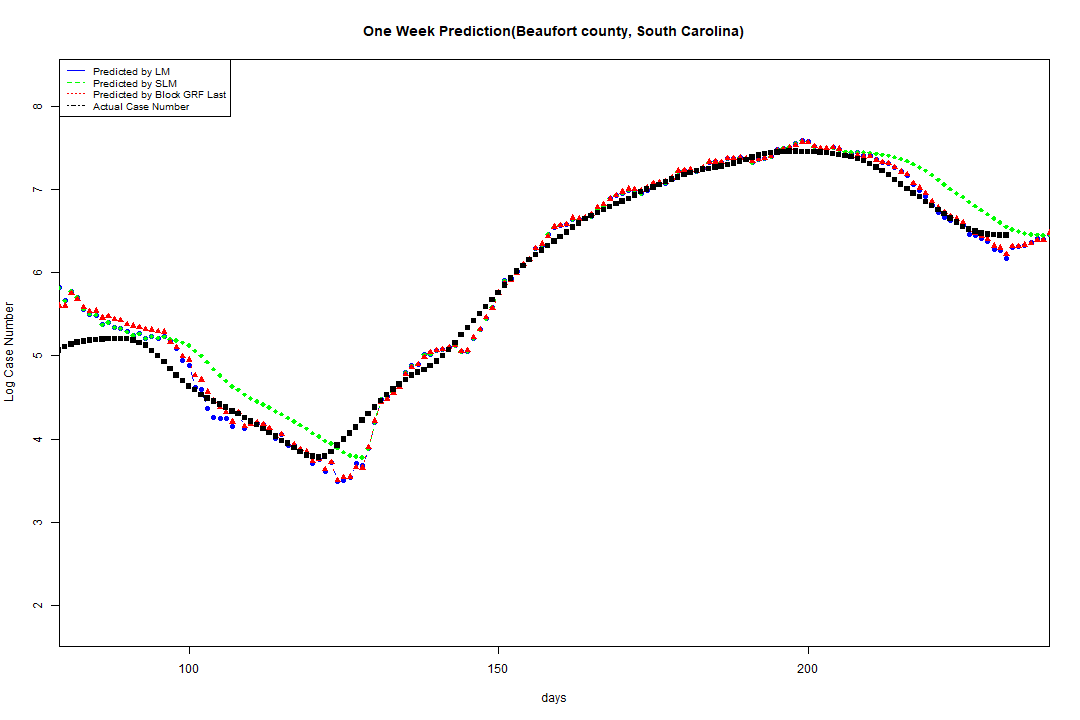 One Week Prediction(Beaufort county, South Carolina)
Predicted by LM
Predicted by SLM
Predicted by Block GRF Last
Actual Case Number
8
7
6
5
4
3
2
Log Case Number
100
150
200
days